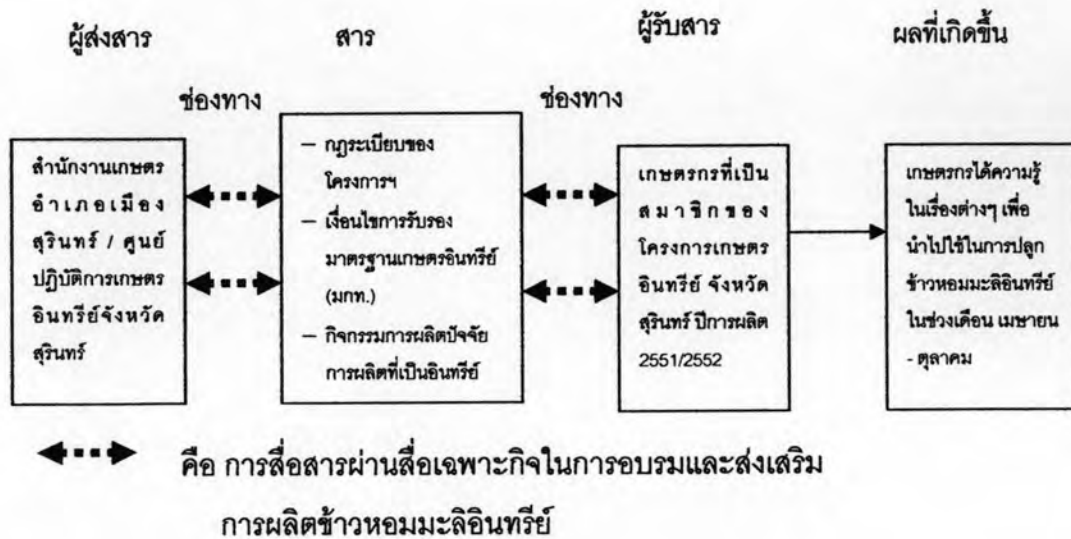 ผู้ส่งสาร
สาร
ผู้รับสาร
ผลที่เกิดขึ้น
ช่องทาง
ช่องทาง
สำนักงานเกษตร
อำเภอเมือง
สุรินทร์ / ศูนย์
ปฏิบัติการเกษตร
อินทรีย์จังหวัด
สุรินทร์
– กฎระเบียบของ
โครงการฯ
– เงื่อนไขการรับรอง
มาตรฐานเกษตรอินทรีย์
(มกท.)
– กิจกรรมการผลิตปัจจัย
การผลิตที่เป็นอินทรีย์
เกษตรกรที่เป็น
สมาชิกของ
โครงการเกษตร
อินทรีย์ จังหวัด
สุรินทร์ ปีการผลิต
2551/2552
เกษตรกรได้ความรู้
ในเรื่องต่างๆ เพื่อ
นำไปใช้ในการปลูก
ข้าวหอมมะลิอินทรีย์
ในช่วงเดือน เมษายน
- ตุลาคม
คือ การสื่อสารผ่านสื่อเฉพาะกิจในการอบรมและส่งเสริม
การผลิตข้าวหอมมะลิอินทรีย์